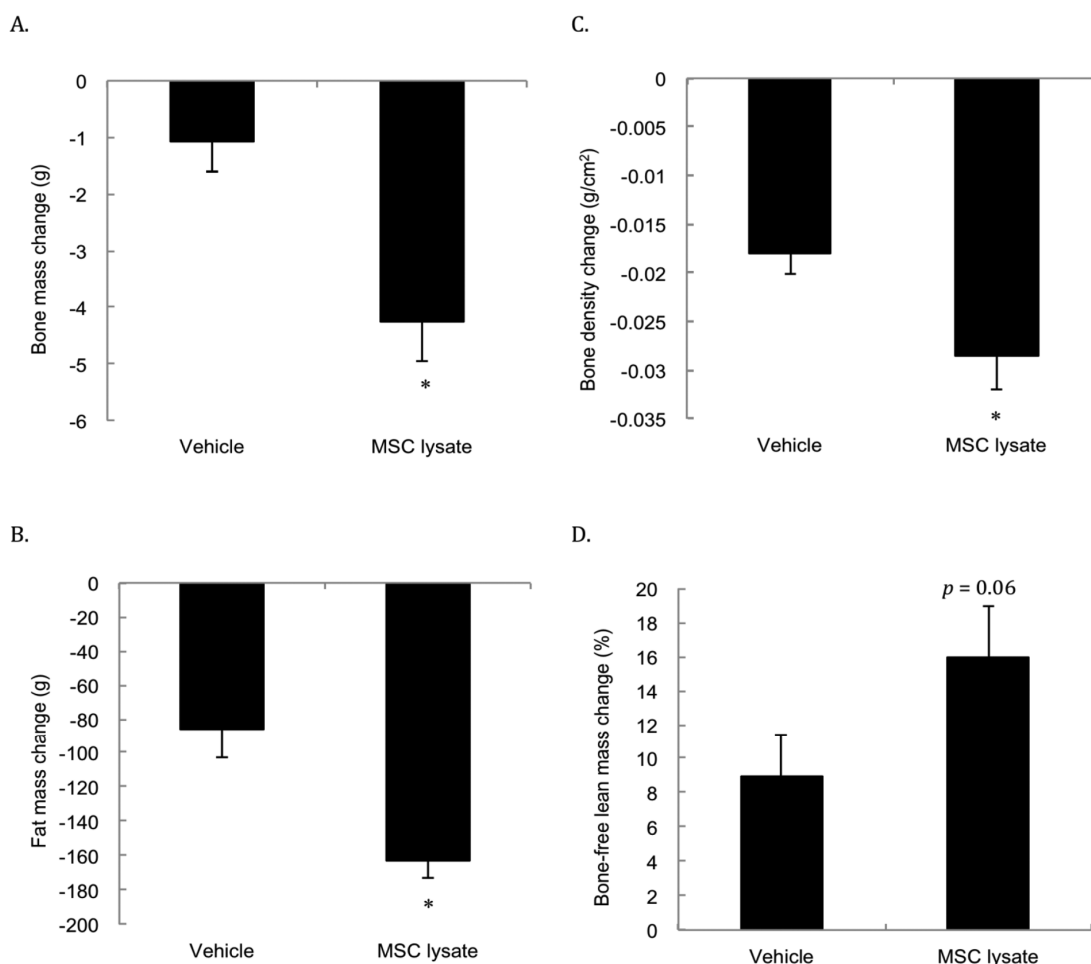 A.
Bone mass change (g)
0
-1
-2
-3
-4
-5
-6
*
Vehicle
MSC lysate
C.
Bone density change (g/cm²)
0
-0.005
-0.01
-0.015
-0.02
-0.025
-0.03
-0.035
*
Vehicle
MSC lysate
B.
Fat mass change (g)
0
-20
-40
-60
-80
-100
-120
-140
-160
-180
-200
*
Vehicle
MSC lysate
D.
Bone-free lean mass change (%)
20
18
16
14
12
10
8
6
4
2
0
p = 0.06
Vehicle
MSC lysate